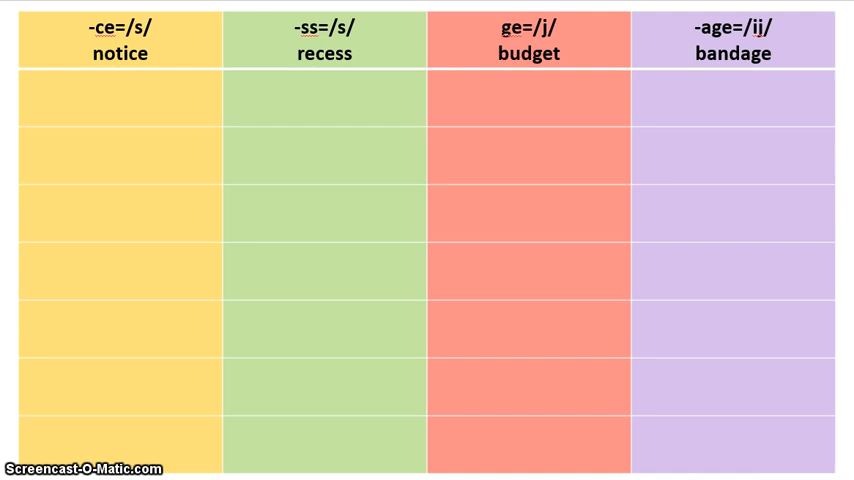 -ce=/s/
notice
-ss=/s/
recess
ge=/j/
budget
-age=/ij/
bandage
Screencast-O-Matic.com